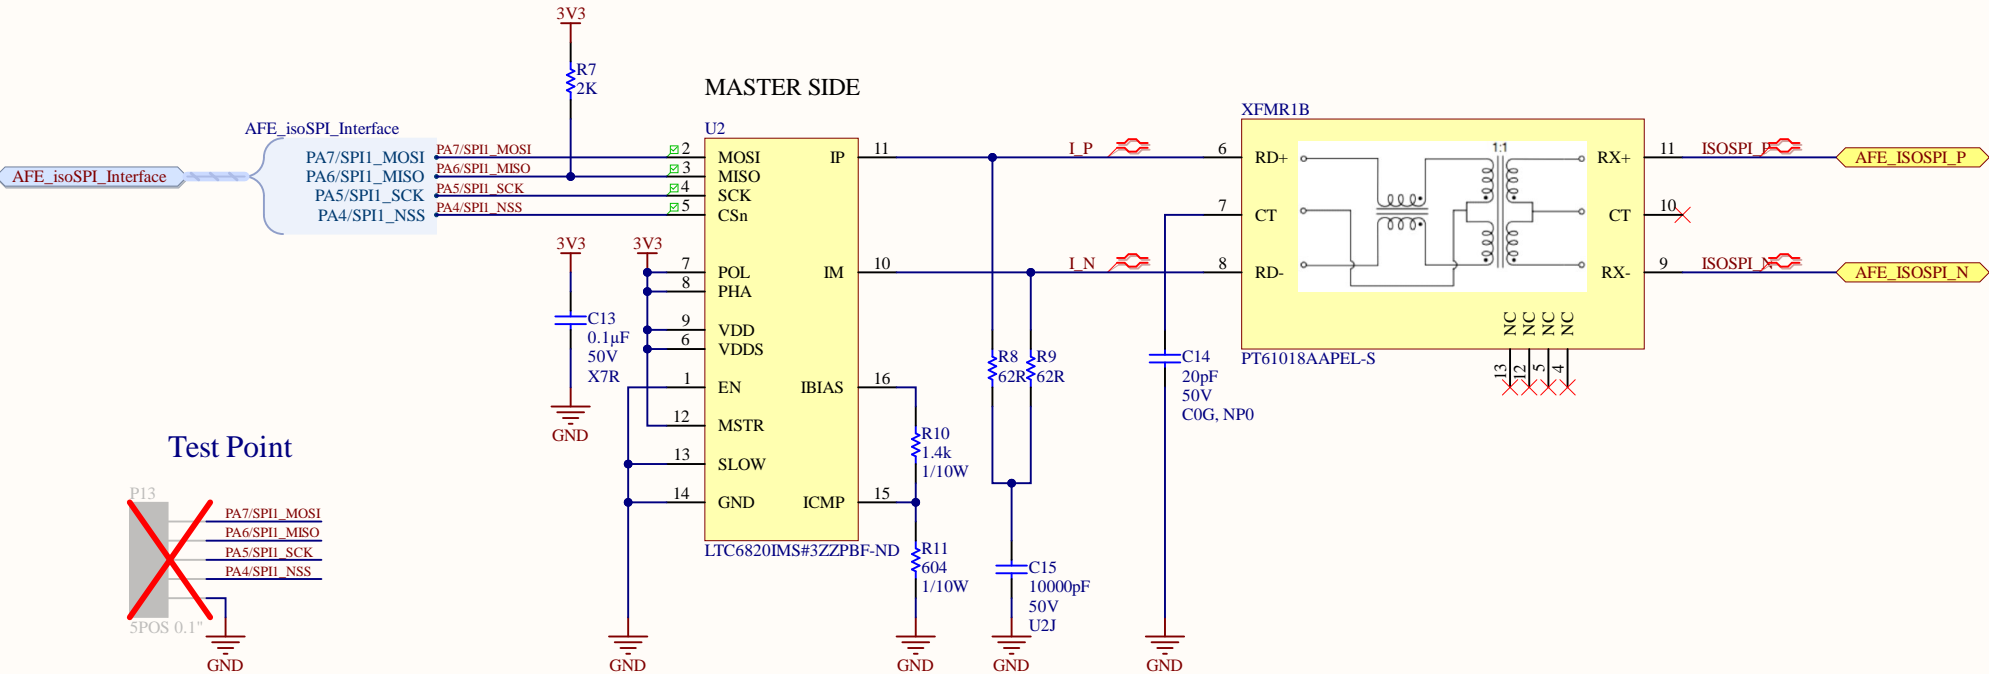 3V3
R7
2K
MASTER SIDE
AFE_isoSPI_Interface
AFE_isoSPI_Interface
PA7/SPI1_MOSI
PA6/SPI1_MISO
PA5/SPI1_SCK
PA4/SPI1_NSS
PA7/SPI1_MOSI
PA6/SPI1_MISO
PA5/SPI1_SCK
PA4/SPI1_NSS
U2
2 MOSI
3 MISO
4 SCK
5 CSn
7 POL
8 PHA
9 VDD
6 VDDS
1 EN
12 MSTR
13 SLOW
14 GND
IP 11
IM 10
IBIAS 16
ICMP 15
LTC6820IMS#3ZZPBF-ND
3V3
3V3
C13
0.1µF
50V
X7R
GND
GND
R10
1.4k
1/10W
R11
604
1/10W
GND
I_P
I_N
R8
62R
R9
62R
C15
10000pF
50V
U2J
GND
C14
20pF
50V
C0G, NP0
GND
XFMR1B
6 RD+
7 CT
8 RD-
1:1
RX+ 11
CT 10
RX- 9
NC NC NC NC
13 12 5 4
PT61018AAPEL-S
ISOSPI_P
ISOSPI_N
AFE_ISOSPI_P
AFE_ISOSPI_N
Test Point
P13
PA7/SPI1_MOSI
PA6/SPI1_MISO
PA5/SPI1_SCK
PA4/SPI1_NSS
5POS 0.1"
GND